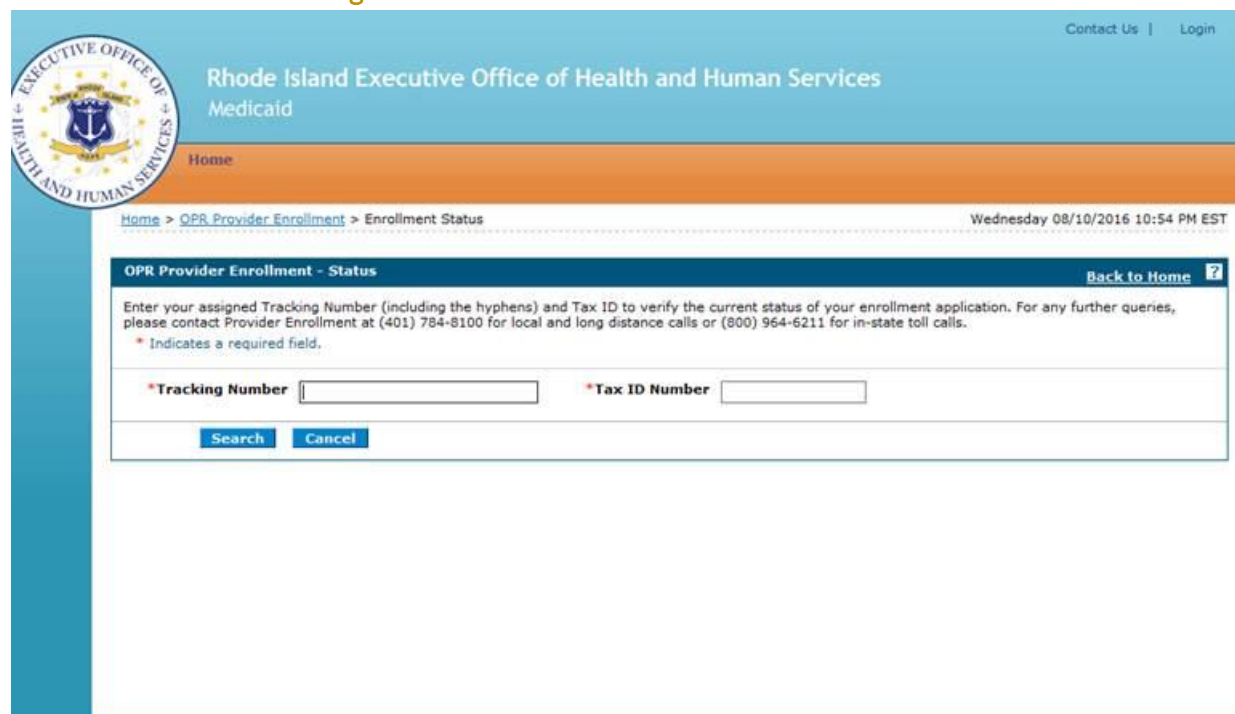 Contact Us | Login
EXECUTIVE OFFICE OF
HEALTH AND HUMAN SERVICES
HOPE
Rhode Island Executive Office of Health and Human Services
Medicaid
Home
Home > OPR Provider Enrollment > Enrollment Status
Wednesday 08/10/2016 10:54 PM EST
OPR Provider Enrollment - Status
Back to Home ?
Enter your assigned Tracking Number (including the hyphens) and Tax ID to verify the current status of your enrollment application. For any further queries,
please contact Provider Enrollment at (401) 784-8100 for local and long distance calls or (800) 964-6211 for in-state toll calls.
* Indicates a required field.
*Tracking Number
*Tax ID Number
Search Cancel